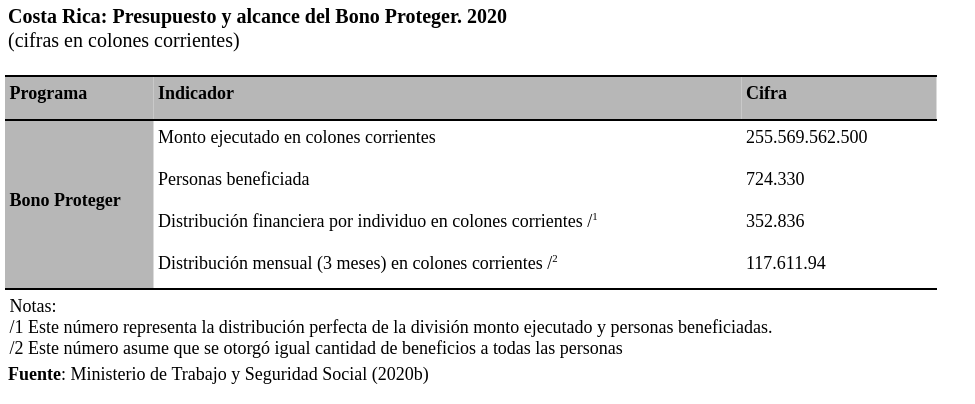 Costa Rica: Presupuesto y alcance del Bono Proteger. 2020
(cifras en colones corrientes)
Programa Indicador Cifra
Bono Proteger
Monto ejecutado en colones corrientes 255.569.562.500
Personas beneficiada 724.330
Distribución financiera por individuo en colones corrientes /1 352.836
Distribución mensual (3 meses) en colones corrientes /2 117.611.94
Notas:
/1 Este número representa la distribución perfecta de la división monto ejecutado y personas beneficiadas.
/2 Este número asume que se otorgó igual cantidad de beneficios a todas las personas
Fuente: Ministerio de Trabajo y Seguridad Social (2020b)